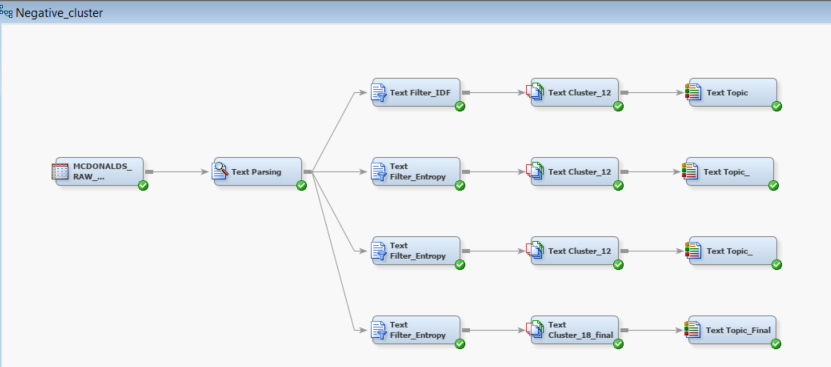 Negative_cluster
Text Filter_IDF
Text Cluster_12
Text Topic
MCDONALDS_
RAW_...
Text Parsing
Text
Filter_Entropy
Text Cluster_12
Text Topic_
Text
Filter_Entropy
Text Cluster_12
Text Topic_
Text
Filter_Entropy
Text
Cluster_18_final
Text Topic_Final